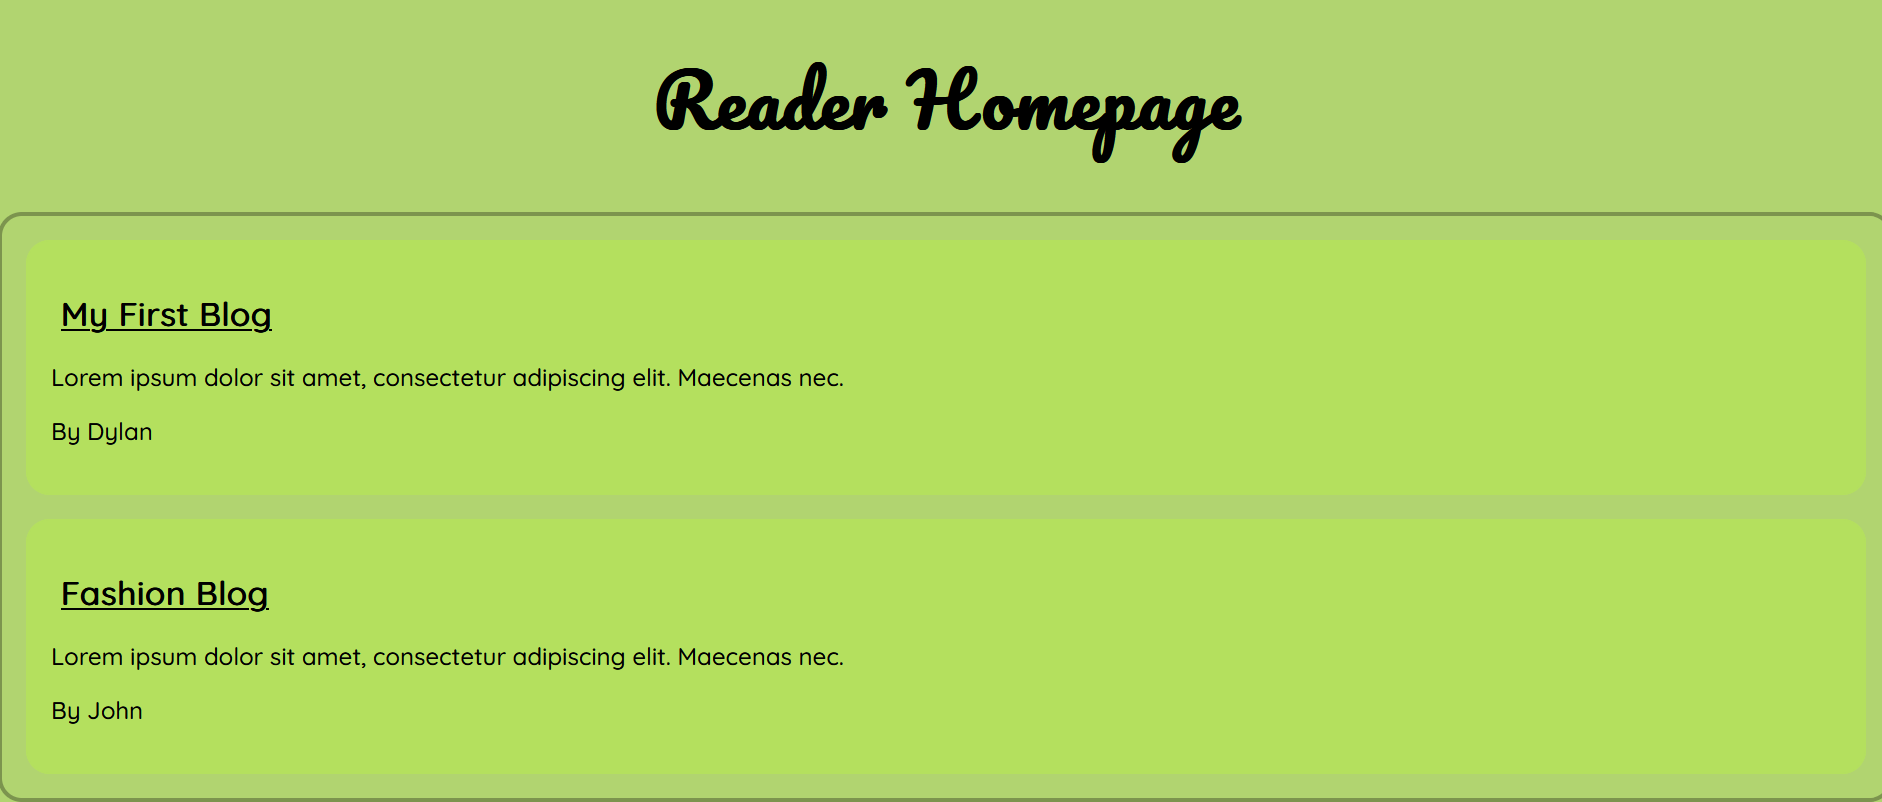 Reader Homepage
My First Blog
Lorem ipsum dolor sit amet, consectetur adipiscing elit. Maecenas nec.
By Dylan
Fashion Blog
Lorem ipsum dolor sit amet, consectetur adipiscing elit. Maecenas nec.
By John